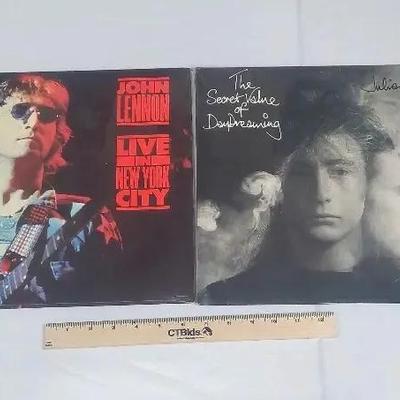 JOHN
LENNON
LIVE
IN
NEW YORK
CITY
The
Secret Value
of
DayDreaming
Julia
CTBids